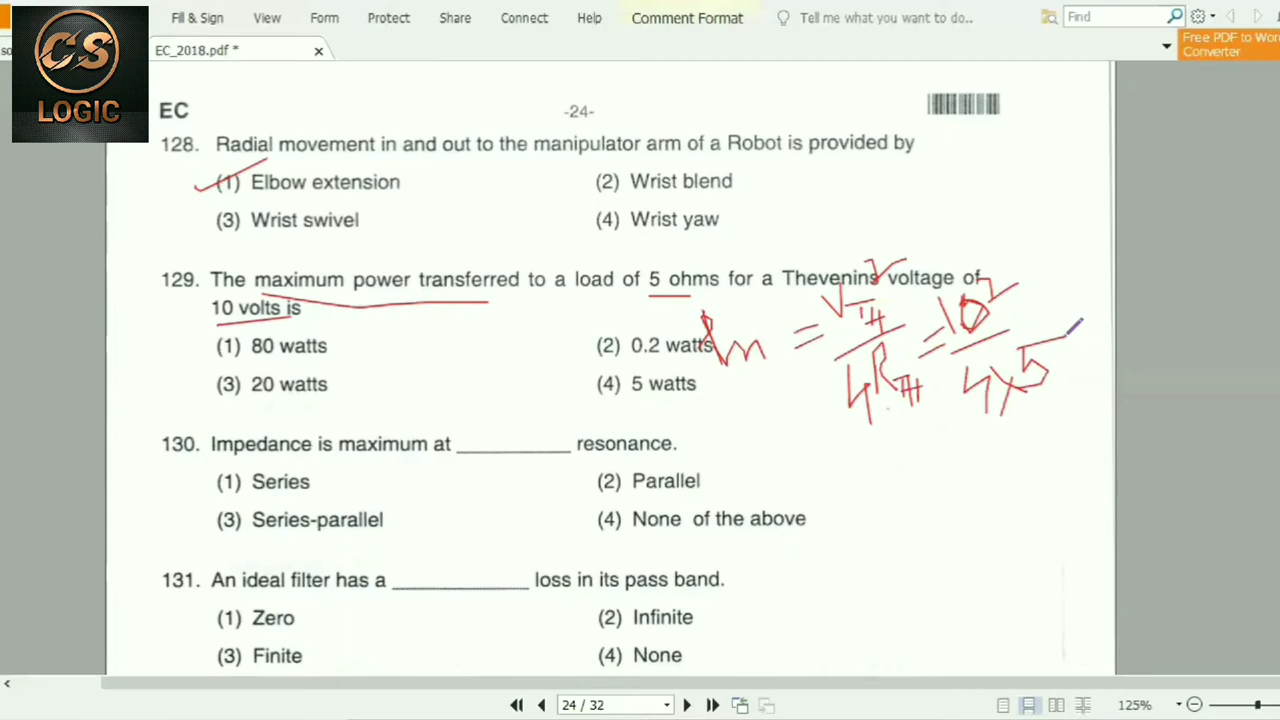 Fill & Sign View Form Protect Share Connect Help Comment Format Tell me what you want to do.. Find
Free PDF to Word
Converter
EC_2018.pdf *
CS
LOGIC
EC -24-
128. Radial movement in and out to the manipulator arm of a Robot is provided by
(1) Elbow extension (2) Wrist blend
(3) Wrist swivel (4) Wrist yaw
129. The maximum power transferred to a load of 5 ohms for a Thevenins voltage of
10 volts is
(1) 80 watts (2) 0.2 watts
(3) 20 watts (4) 5 watts
= V²TH / 4RTH = 10² / 4x5
130. Impedance is maximum at __________ resonance.
(1) Series (2) Parallel
(3) Series-parallel (4) None of the above
131. An ideal filter has a ____________ loss in its pass band.
(1) Zero (2) Infinite
(3) Finite (4) None
24 / 32 125%